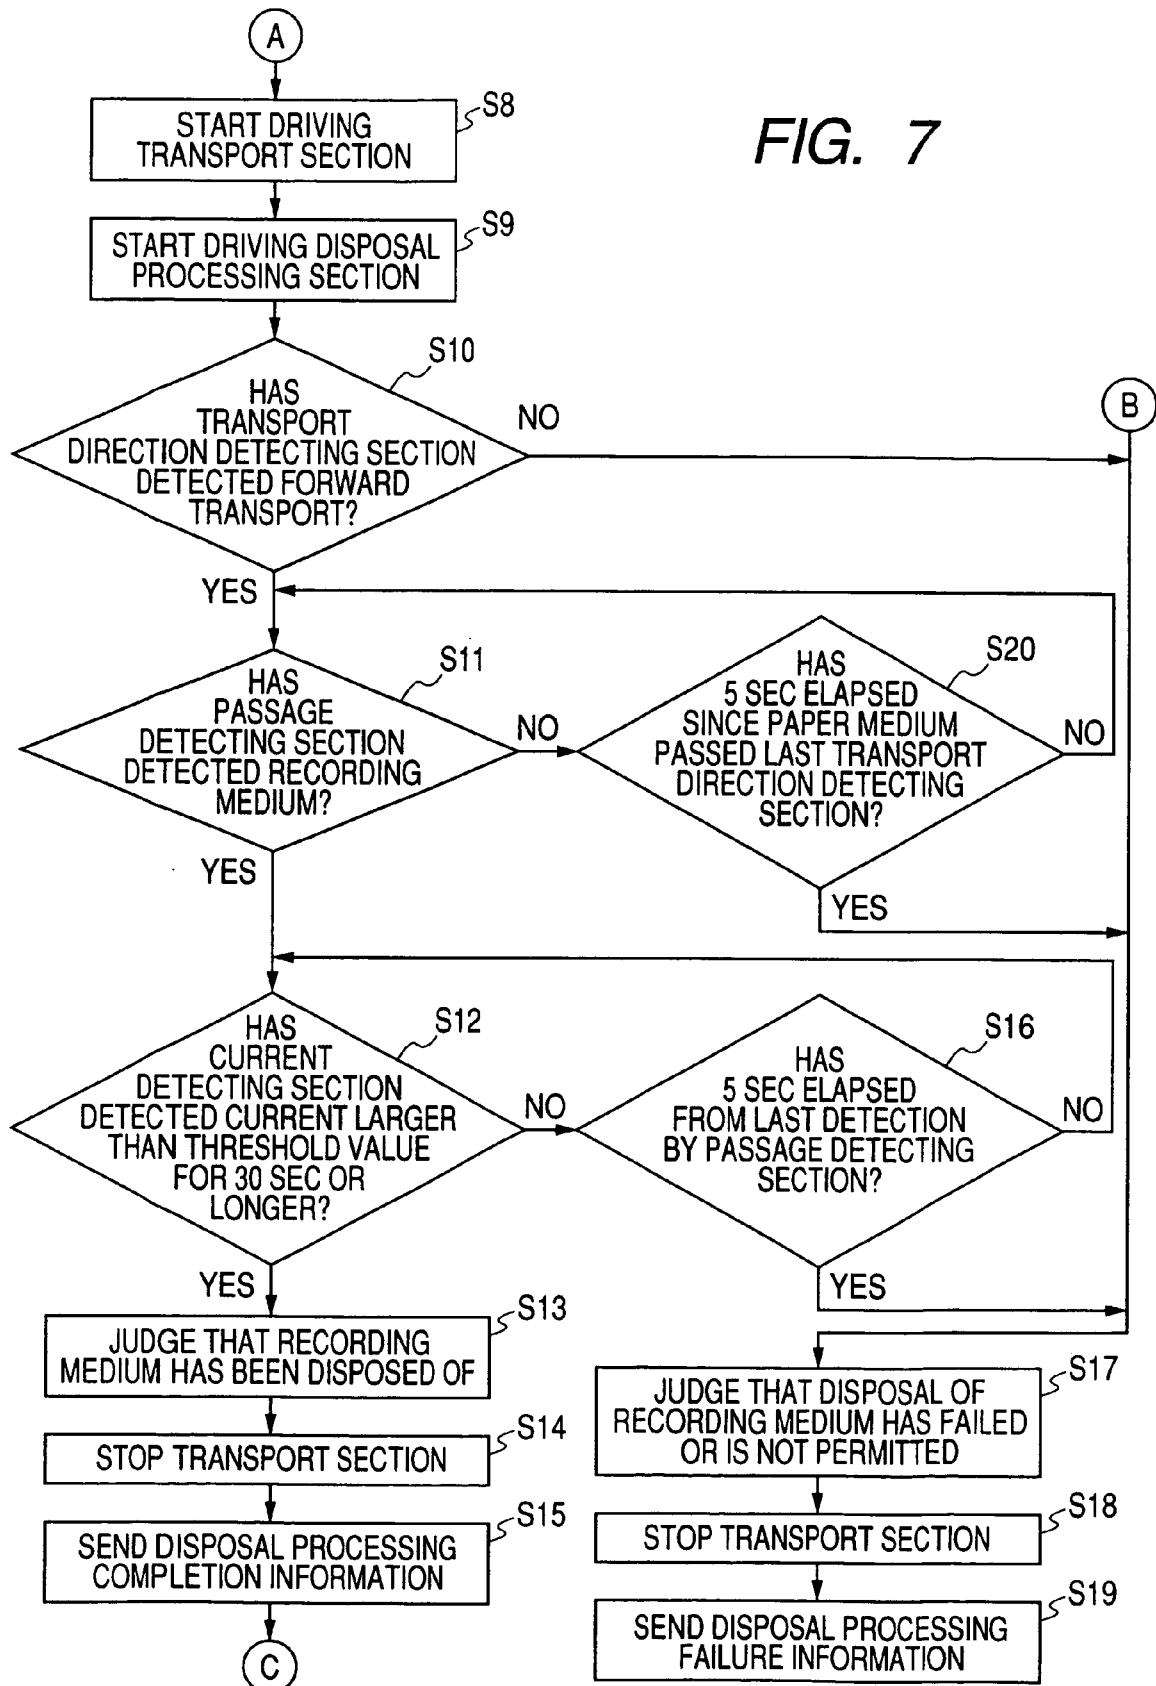 A
S8
START DRIVING
TRANSPORT SECTION
FIG. 7
S9
START DRIVING DISPOSAL
PROCESSING SECTION
S10
HAS
TRANSPORT
DIRECTION DETECTING SECTION
DETECTED FORWARD
TRANSPORT?
NO
B
YES
S11
HAS
PASSAGE
DETECTING SECTION
DETECTED RECORDING
MEDIUM?
NO
S20
HAS
5 SEC ELAPSED
SINCE PAPER MEDIUM
PASSED LAST TRANSPORT
DIRECTION DETECTING
SECTION?
NO
YES
YES
S12
HAS
CURRENT
DETECTING SECTION
DETECTED CURRENT LARGER
THAN THRESHOLD VALUE
FOR 30 SEC OR
LONGER?
NO
S16
HAS
5 SEC ELAPSED
FROM LAST DETECTION
BY PASSAGE DETECTING
SECTION?
NO
YES
YES
S13
JUDGE THAT RECORDING
MEDIUM HAS BEEN DISPOSED OF
S14
STOP TRANSPORT SECTION
S15
SEND DISPOSAL PROCESSING
COMPLETION INFORMATION
C
S17
JUDGE THAT DISPOSAL OF
RECORDING MEDIUM HAS FAILED
OR IS NOT PERMITTED
S18
STOP TRANSPORT SECTION
S19
SEND DISPOSAL PROCESSING
FAILURE INFORMATION